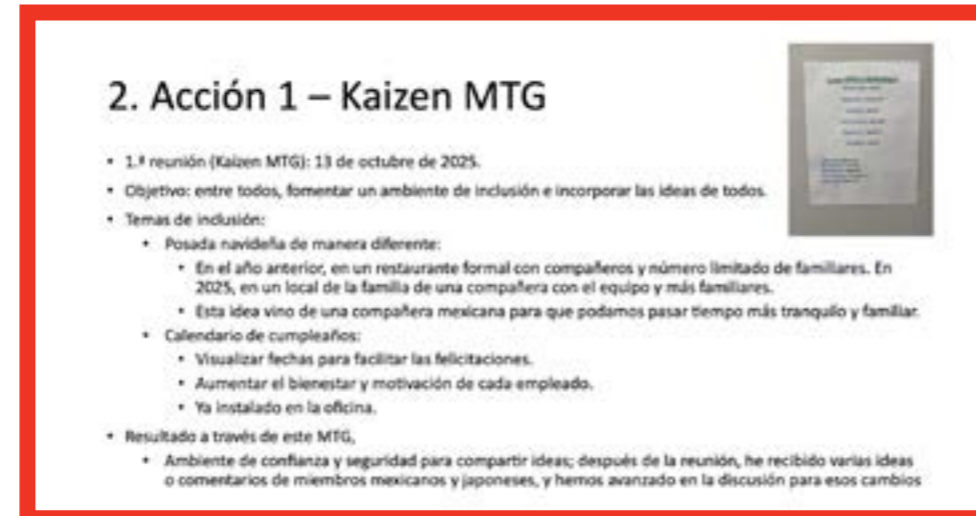 2. Acción 1 – Kaizen MTG
• 1.ª reunión (Kaizen MTG): 13 de octubre de 2025.
• Objetivo: entre todos, fomentar un ambiente de inclusión e incorporar las ideas de todos.
• Temas de inclusión:
• Posada navideña de manera diferente:
• En el año anterior, en un restaurante formal con compañeros y número limitado de familiares. En
2025, en un local de la familia de una compañera con el equipo y más familiares.
• Esta idea vino de una compañera mexicana para que podamos pasar tiempo más tranquilo y familiar.
• Calendario de cumpleaños:
• Visualizar fechas para facilitar las felicitaciones.
• Aumentar el bienestar y motivación de cada empleado.
• Ya instalado en la oficina.
• Resultado a través de este MTG,
• Ambiente de confianza y seguridad para compartir ideas; después de la reunión, he recibido varias ideas
o comentarios de miembros mexicanos y japoneses, y hemos avanzado en la discusión para esos cambios